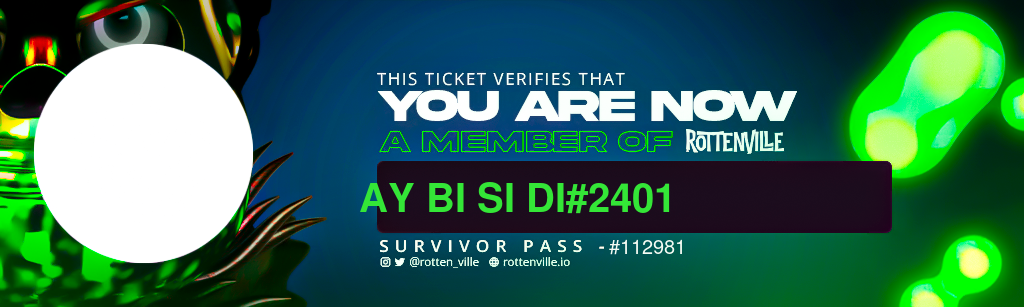 THIS TICKET VERIFIES THAT
YOU ARE NOW
A MEMBER OF ROTTENVILLE
AY BI SI DI#2401
SURVIVOR PASS - #112981
@rotten_ville rottenville.io